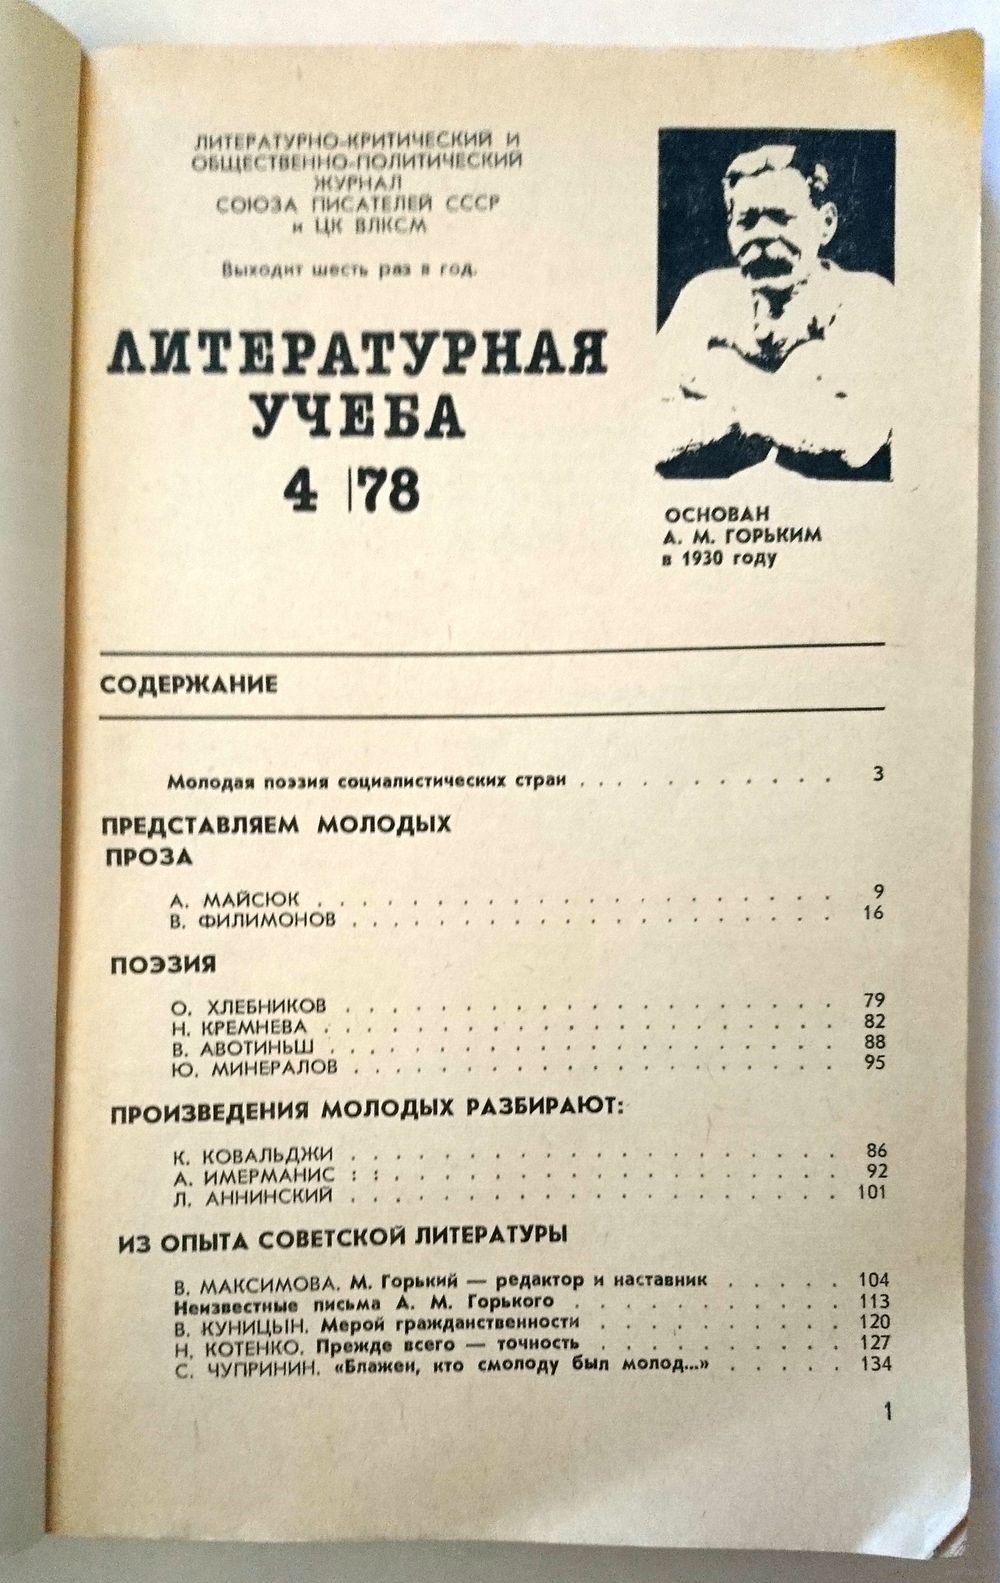 ЛИТЕРАТУРНО-КРИТИЧЕСКИЙ И
ОБЩЕСТВЕННО-ПОЛИТИЧЕСКИЙ
ЖУРНАЛ
СОЮЗА ПИСАТЕЛЕЙ СССР
и ЦК ВЛКСМ
Выходит шесть раз в год.
ЛИТЕРАТУРНАЯ
УЧЕБА
4 |78
ОСНОВАН
А. М. ГОРЬКИМ
в 1930 году
СОДЕРЖАНИЕ
Молодая поэзия социалистических стран . . . . . . . . . . . 3
ПРЕДСТАВЛЯЕМ МОЛОДЫХ
ПРОЗА
А. МАЙСЮК . . . . . . . . . . . . . . . . . . 9
В. ФИЛИМОНОВ . . . . . . . . . . . . . . . . . 16
ПОЭЗИЯ
О. ХЛЕБНИКОВ . . . . . . . . . . . . . . . . . 79
Н. КРЕМНЕВА . . . . . . . . . . . . . . . . . 82
В. АВОТИНЬШ . . . . . . . . . . . . . . . . . 88
Ю. МИНЕРАЛОВ . . . . . . . . . . . . . . . . . 95
ПРОИЗВЕДЕНИЯ МОЛОДЫХ РАЗБИРАЮТ:
К. КОВАЛЬДЖИ . . . . . . . . . . . . . . . . . 86
А. ИМЕРМАНИС : : . . . . . . . . . . . . . . . 92
Л. АННИНСКИЙ . . . . . . . . . . . . . . . . . 101
ИЗ ОПЫТА СОВЕТСКОЙ ЛИТЕРАТУРЫ
В. МАКСИМОВА. М. Горький — редактор и наставник . . . . . 104
Неизвестные письма А. М. Горького . . . . . . . . . . . 113
В. КУНИЦЫН. Мерой гражданственности . . . . . . . . . . 120
Н. КОТЕНКО. Прежде всего — точность . . . . . . . . . . 127
С. ЧУПРИНИН. «Блажен, кто смолоду был молод...» . . . . . 134
1